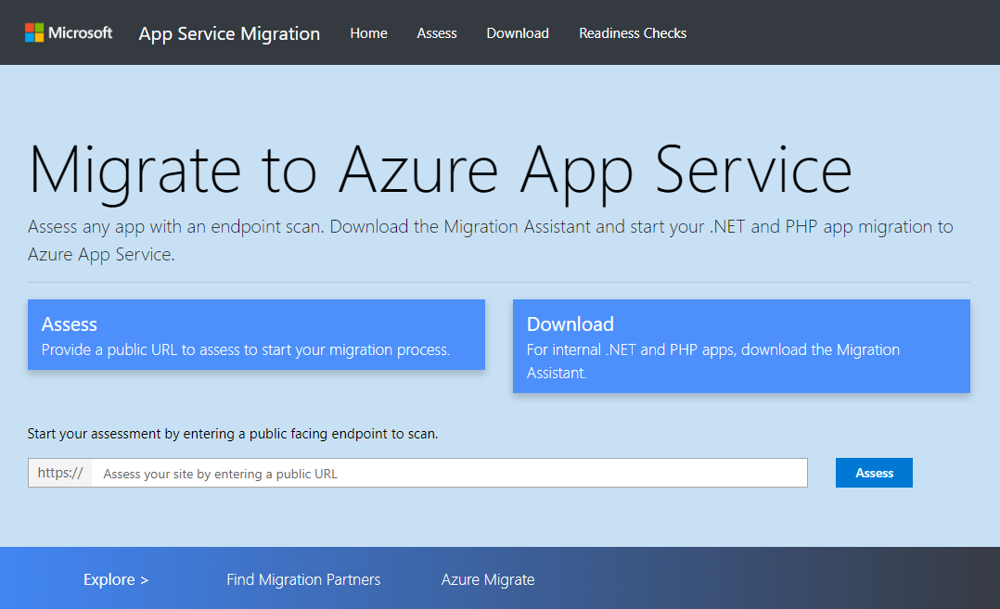 Microsoft App Service Migration Home Assess Download Readiness Checks
Migrate to Azure App Service
Assess any app with an endpoint scan. Download the Migration Assistant and start your .NET and PHP app migration to
Azure App Service.
Assess
Provide a public URL to assess to start your migration process.
Download
For internal .NET and PHP apps, download the Migration
Assistant.
Start your assessment by entering a public facing endpoint to scan.
https:// Assess your site by entering a public URL Assess
Explore > Find Migration Partners Azure Migrate